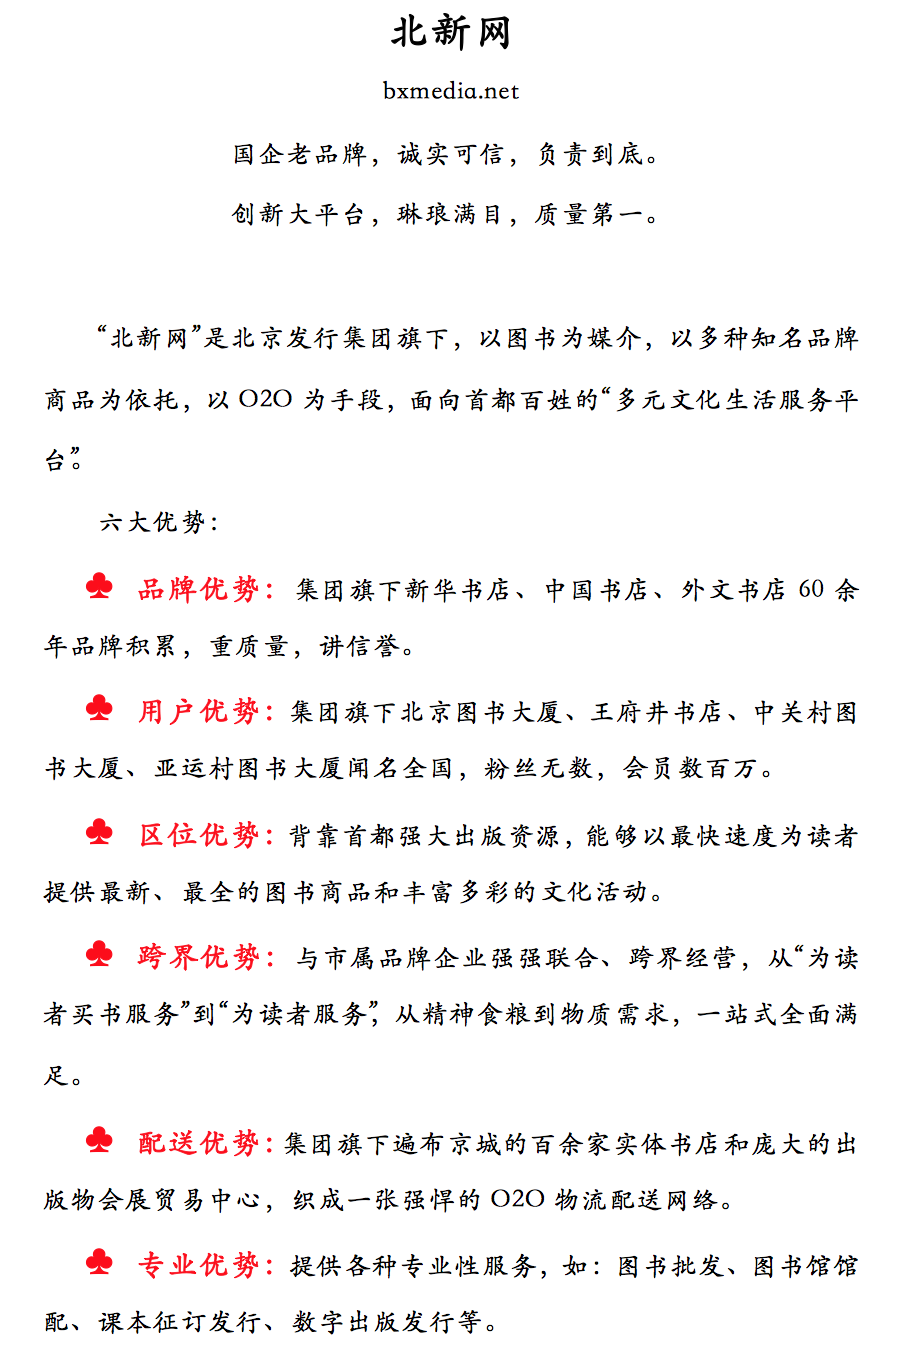 北新网
bxmedia.net
国企老品牌，诚实可信，负责到底。
创新大平台，琳琅满目，质量第一。
“北新网”是北京发行集团旗下，以图书为媒介，以多种知名品牌
商品为依托，以 O2O 为手段，面向首都百姓的“多元文化生活服务平
台”。
六大优势：
♣ 品牌优势：集团旗下新华书店、中国书店、外文书店 60 余
年品牌积累，重质量，讲信誉。
♣ 用户优势：集团旗下北京图书大厦、王府井书店、中关村图
书大厦、亚运村图书大厦闻名全国，粉丝无数，会员数百万。
♣ 区位优势：背靠首都强大出版资源，能够以最快速度为读者
提供最新、最全的图书商品和丰富多彩的文化活动。
♣ 跨界优势：与市属品牌企业强强联合、跨界经营，从“为读
者买书服务”到“为读者服务”，从精神食粮到物质需求，一站式全面满
足。
♣ 配送优势：集团旗下遍布京城的百余家实体书店和庞大的出
版物会展贸易中心，织成一张强悍的 O2O 物流配送网络。
♣ 专业优势：提供各种专业性服务，如：图书批发、图书馆馆
配、课本征订发行、数字出版发行等。